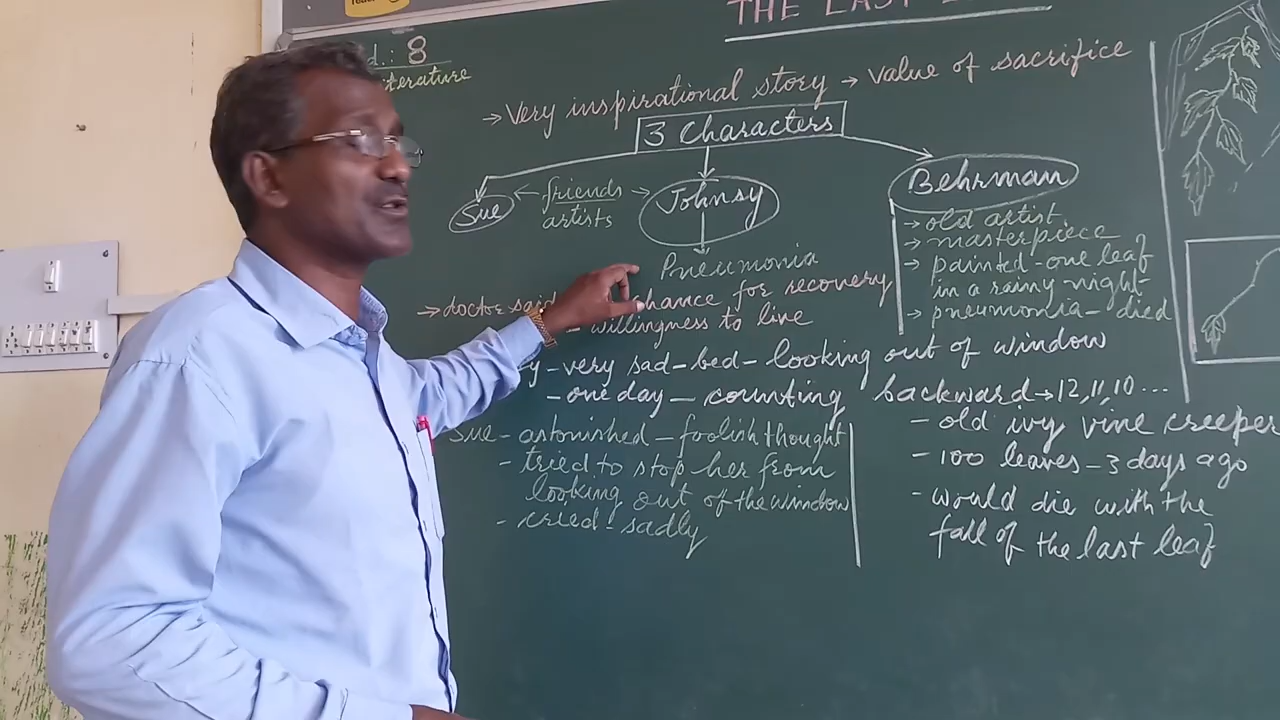 THE LAST
d.: 8
terature
→ Very inspirational story → value of sacrifice
3 Characters
Sue ← friends → Johnsy
artists
Behrman
→ old artist
→ masterpiece
→ painted - one leaf
in a rainy night
→ pneumonia - died
Pneumonia
→ doctor said chance for recovery
- willingness to live
y - very sad - bed - looking out of window
- one day - counting backward → 12, 11, 10 ...
- old ivy vine creeper
- 100 leaves - 3 days ago
- would die with the
fall of the last leaf
Sue - astonished - foolish thought
- tried to stop her from
looking out of the window
- cried - sadly